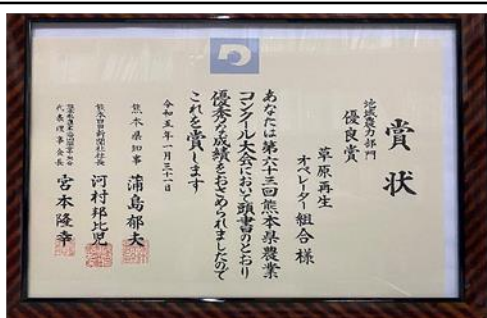 賞状
地域農力部門
優良賞
草原再生
オペレーター組合様
あなたは第六十三回熊本県農業
コンクール大会において頭書のとおり
優秀な成績をおさめられましたので
これを賞します
令和五年一月三十一日
熊本県知事 蒲島郁夫
熊本日日新聞社社長 河村邦比児
代表理事会長 宮本隆幸